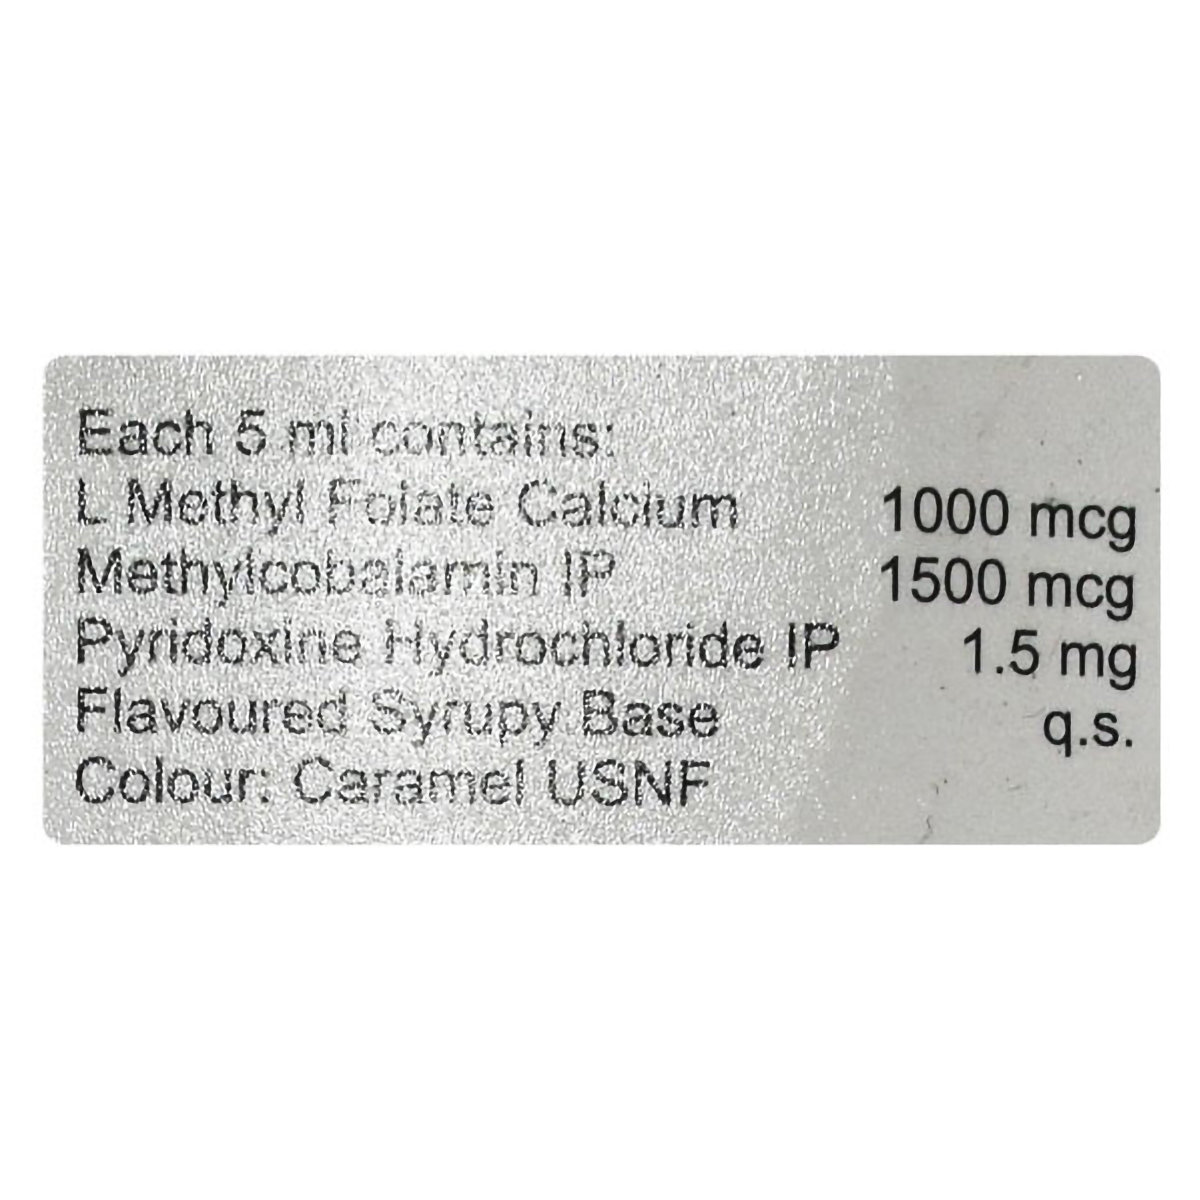 Each 5 ml contains:
L Methyl Folate Calcium 1000 mcg
Methylcobalamin IP 1500 mcg
Pyridoxine Hydrochloride IP 1.5 mg
Flavoured Syrupy Base q.s.
Colour: Caramel USNF